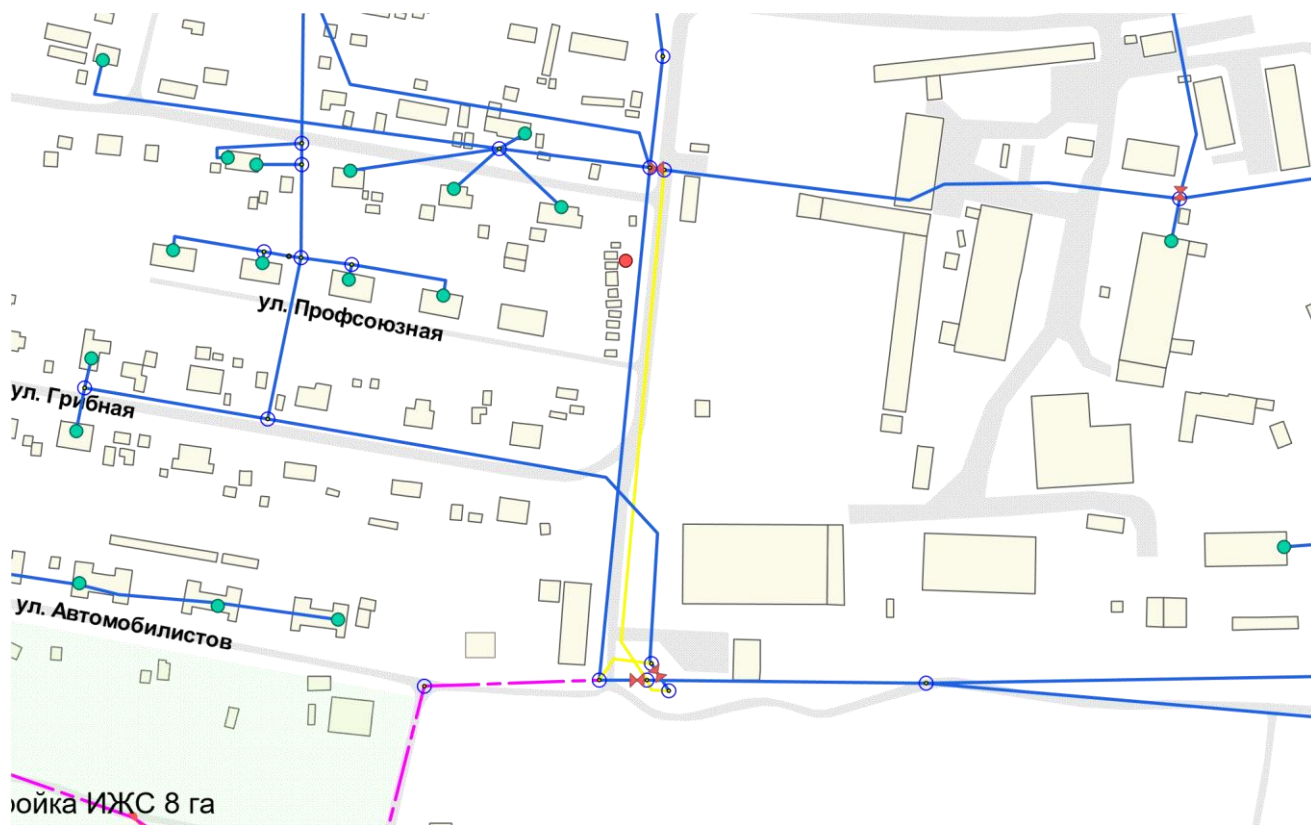 ул. Профсоюзная
ул. Грибная
ул. Автомобилистов
ройка ИЖС 8 га